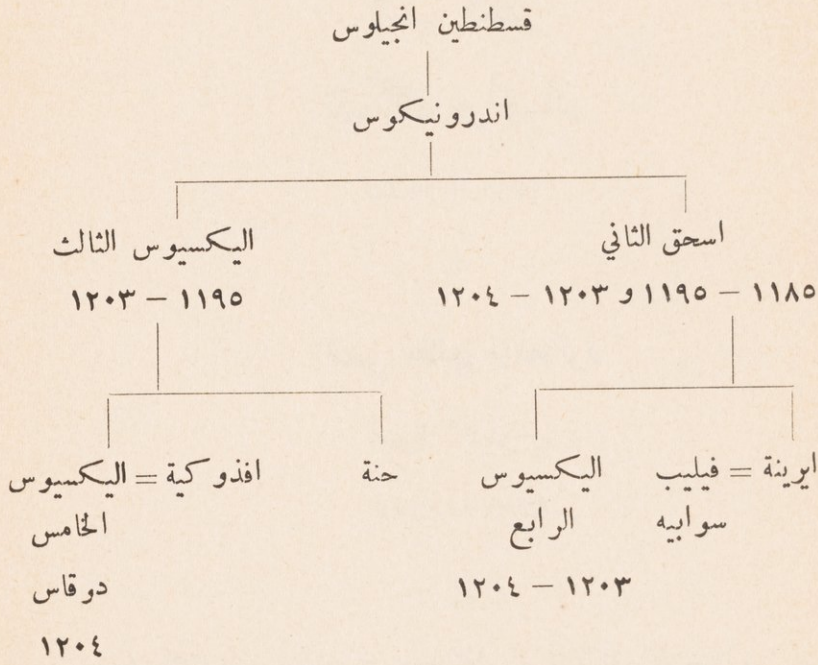 قسطنطين انجيلوس
اندرونيكوس
اسحق الثاني اليكسيوس الثالث
١١٨٥ – ١١٩٥ و ١٢٠٣ – ١٢٠٤ ١١٩٥ – ١٢٠٣
ايرينة = فيليب اليكسيوس حنة افذوكية = اليكسيوس
سوابيه الرابع الخامس
١٢٠٣ – ١٢٠٤ دوقاس
١٢٠٤